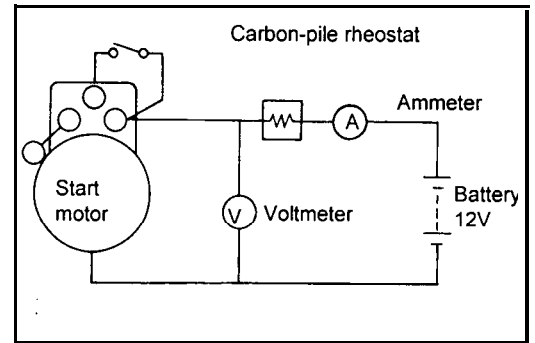 Carbon-pile rheostat
Ammeter
A
Start
motor
V
Voltmeter
Battery
12V